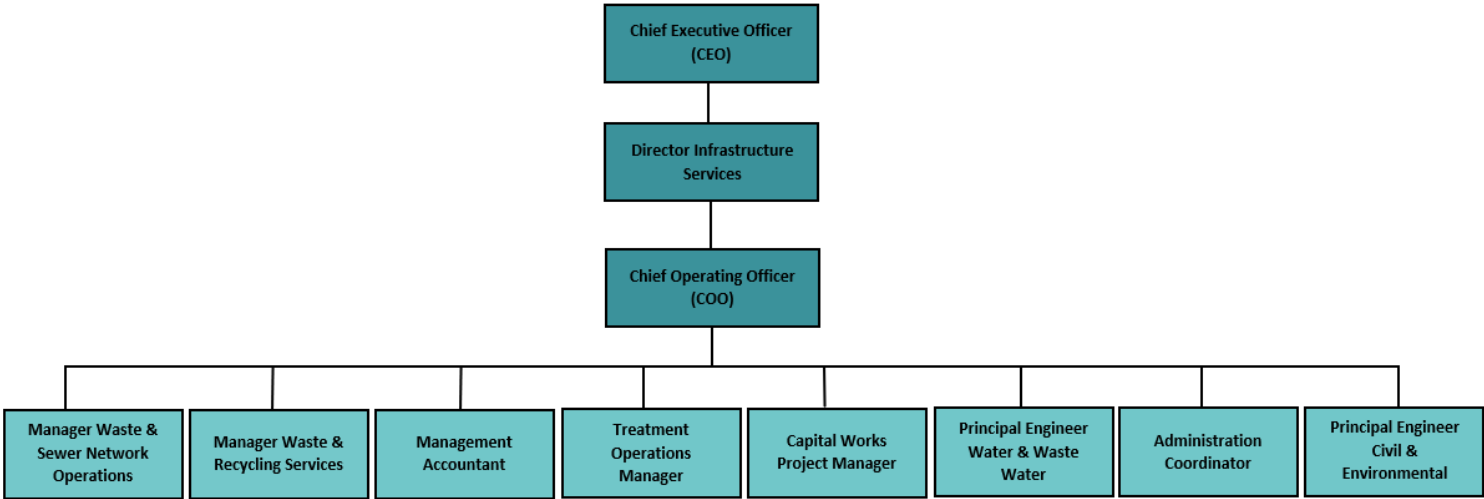 Chief Executive Officer
(CEO)
Director Infrastructure
Services
Chief Operating Officer
(COO)
Manager Waste &
Sewer Network
Operations
Manager Waste &
Recycling Services
Management
Accountant
Treatment
Operations
Manager
Capital Works
Project Manager
Principal Engineer
Water & Waste
Water
Administration
Coordinator
Principal Engineer
Civil &
Environmental